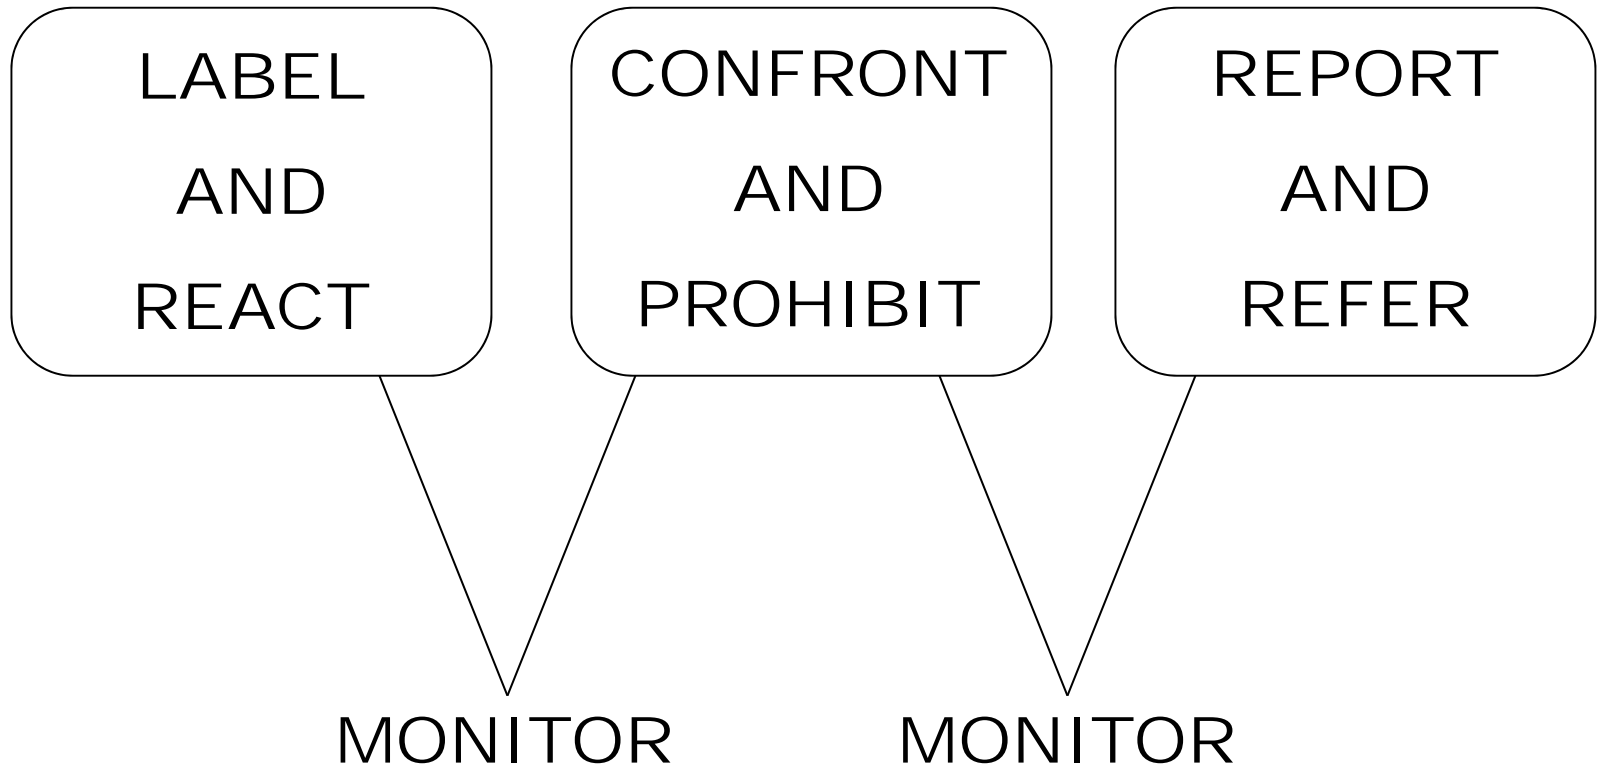 LABEL
AND
REACT
CONFRONT
AND
PROHIBIT
REPORT
AND
REFER
MONITOR
MONITOR